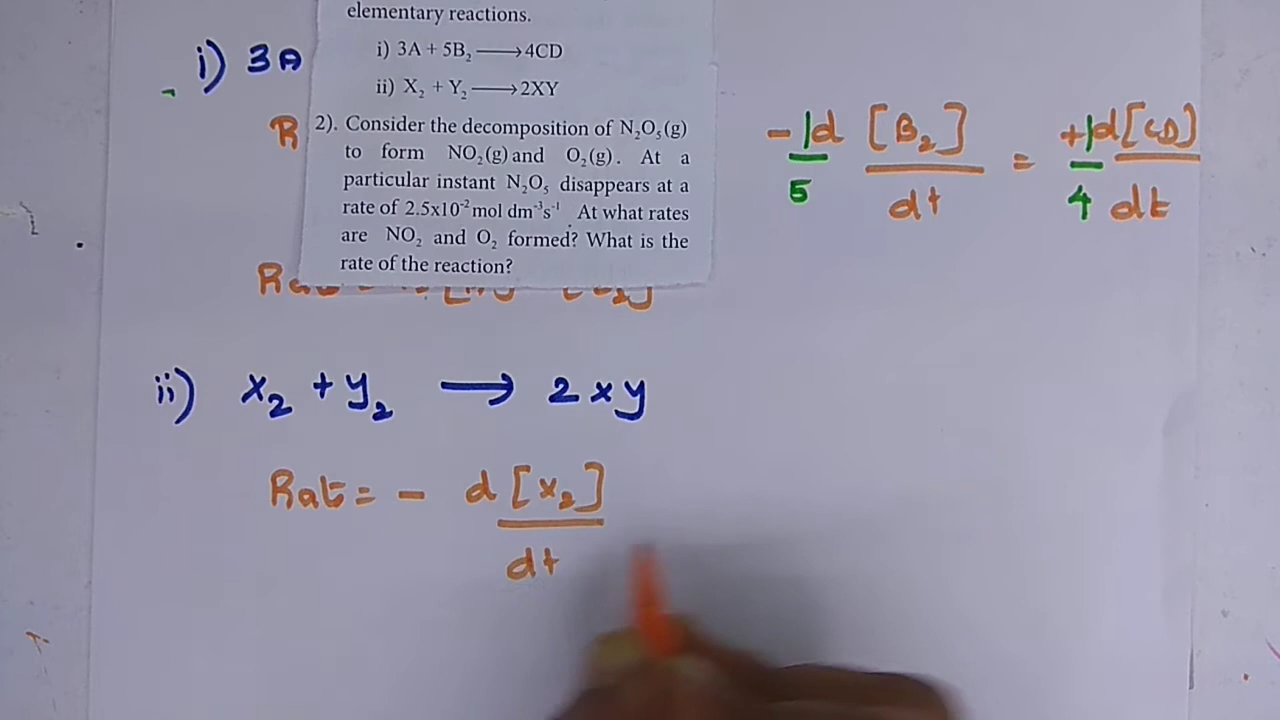 elementary reactions.
i) 3A + 5B₂ ⟶ 4CD
ii) X₂ + Y₂ ⟶ 2XY
2). Consider the decomposition of N₂O₅(g)
to form NO₂(g) and O₂(g). At a
particular instant N₂O₅ disappears at a
rate of 2.5x10⁻² mol dm⁻³s⁻¹ At what rates
are NO₂ and O₂ formed? What is the
rate of the reaction?
i) 3A
R
-1/5 d[B₂]/dt = +1/4 d[CD]/dt
ii) X₂ + Y₂ ⟶ 2XY
Rate = - d[X₂]/dt